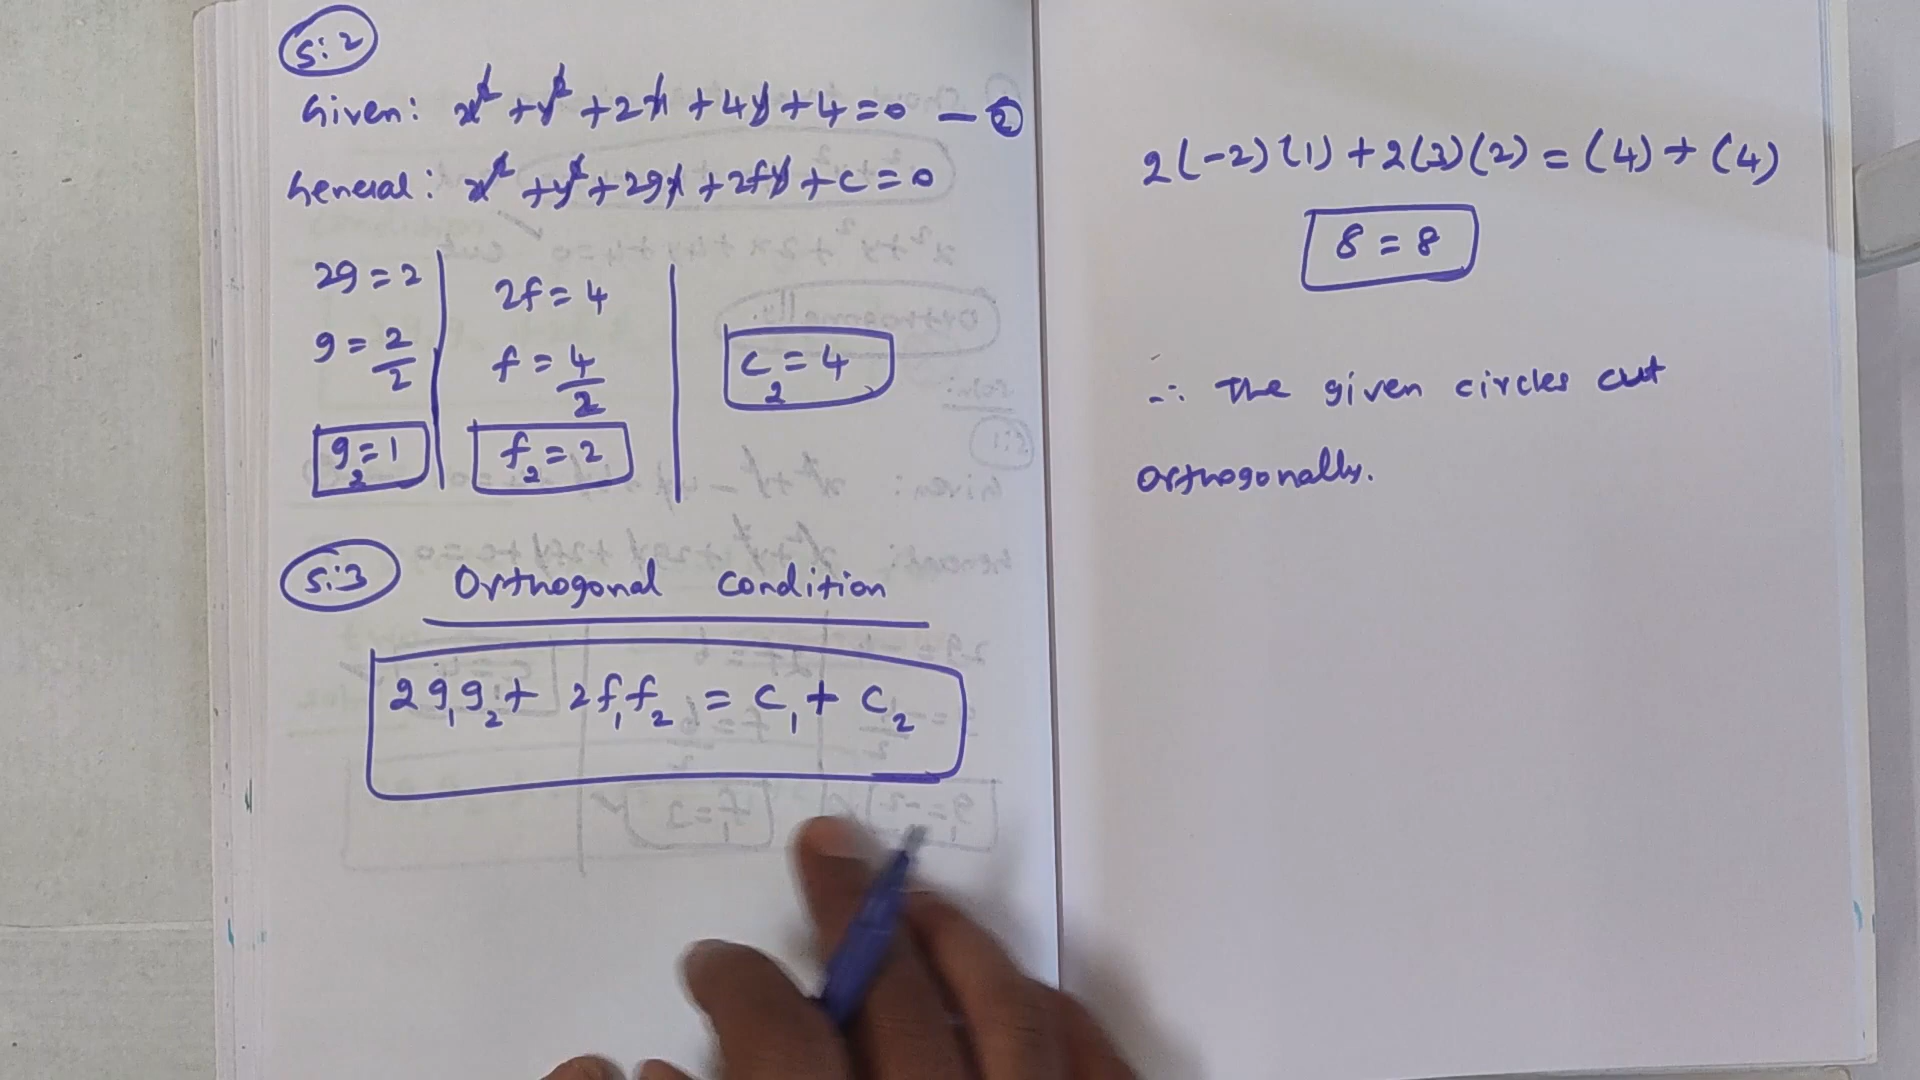 S:2
Given: x² + y² + 2x + 4y + 4 = 0 — ②
General: x² + y² + 2gx + 2fy + c = 0
2g = 2
g = 2/2
g₂ = 1
2f = 4
f = 4/2
f₂ = 2
c₂ = 4
S:3 Orthogonal Condition
2g₁g₂ + 2f₁f₂ = c₁ + c₂
2(-2)(1) + 2(3)(2) = (4) + (4)
8 = 8
∴ The given circles cut
orthogonally.